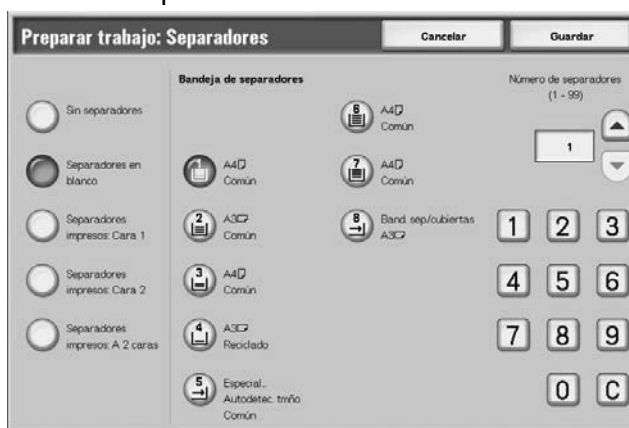 Preparar trabajo: Separadores
Cancelar
Guardar
Sin separadores
Separadores en
blanco
Separadores
impresos: Cara 1
Separadores
impresos: Cara 2
Separadores
impresos: A 2 caras
Bandeja de separadores
1
A4
Común
2
A3
Común
3
A4
Común
4
A3
Reciclado
5
Especial...
Autodetec. tmño
Común
6
A4
Común
7
A4
Común
8
Band. sep/cubiertas
A3
Número de separadores
(1 - 99)
1
1 2 3
4 5 6
7 8 9
0 C